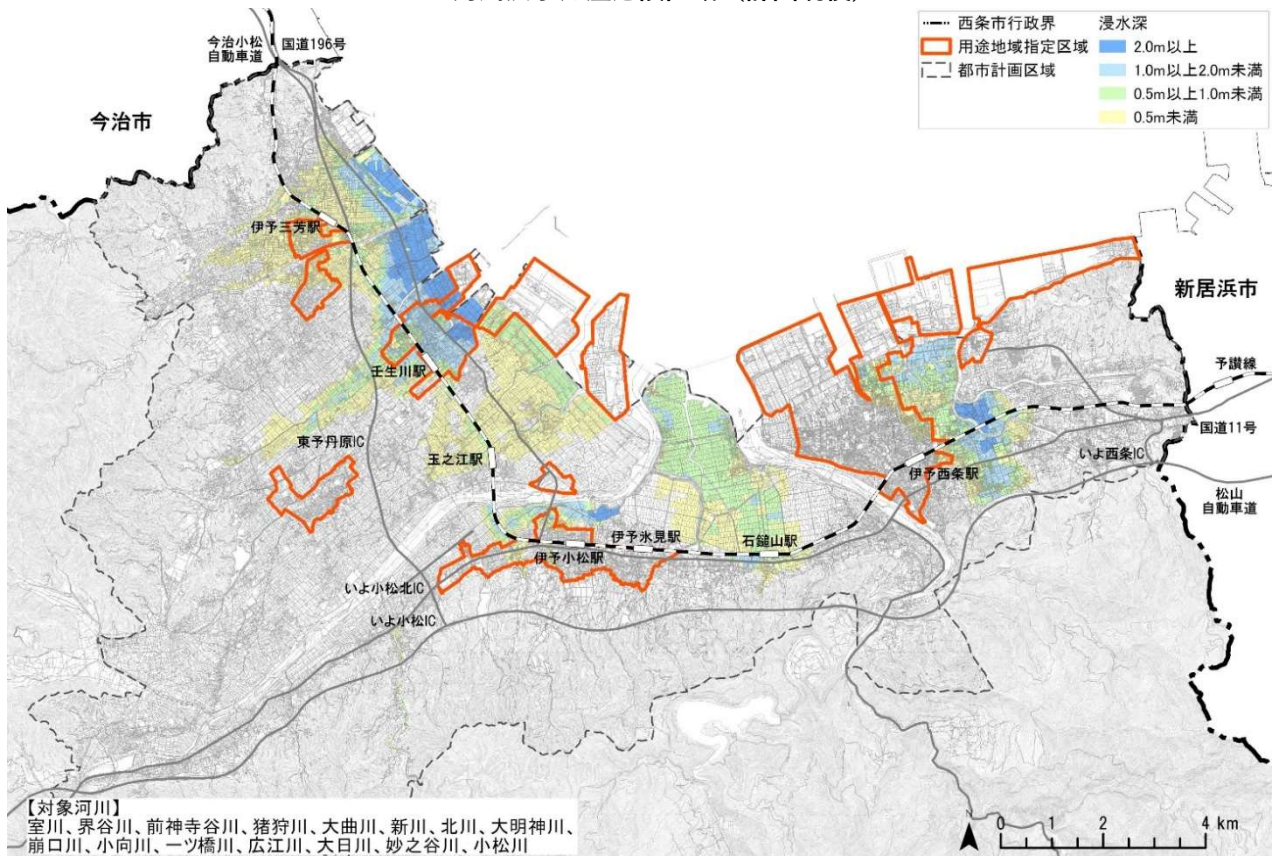 今治小松
自動車道
国道196号
西条市行政界
用途地域指定区域
都市計画区域
浸水深
2.0m以上
1.0m以上2.0m未満
0.5m以上1.0m未満
0.5m未満
今治市
新居浜市
伊予三芳駅
壬生川駅
予讃線
国道11号
東予丹原IC
玉之江駅
伊予西条駅
いよ西条IC
松山
自動車道
伊予小松駅
伊予氷見駅
石鎚山駅
いよ小松北IC
いよ小松IC
【対象河川】
室川、界谷川、前神寺谷川、猪狩川、大曲川、新川、北川、大明神川、
崩口川、小向川、一ツ橋川、広江川、大日川、妙之谷川、小松川
0 1 2 4 km